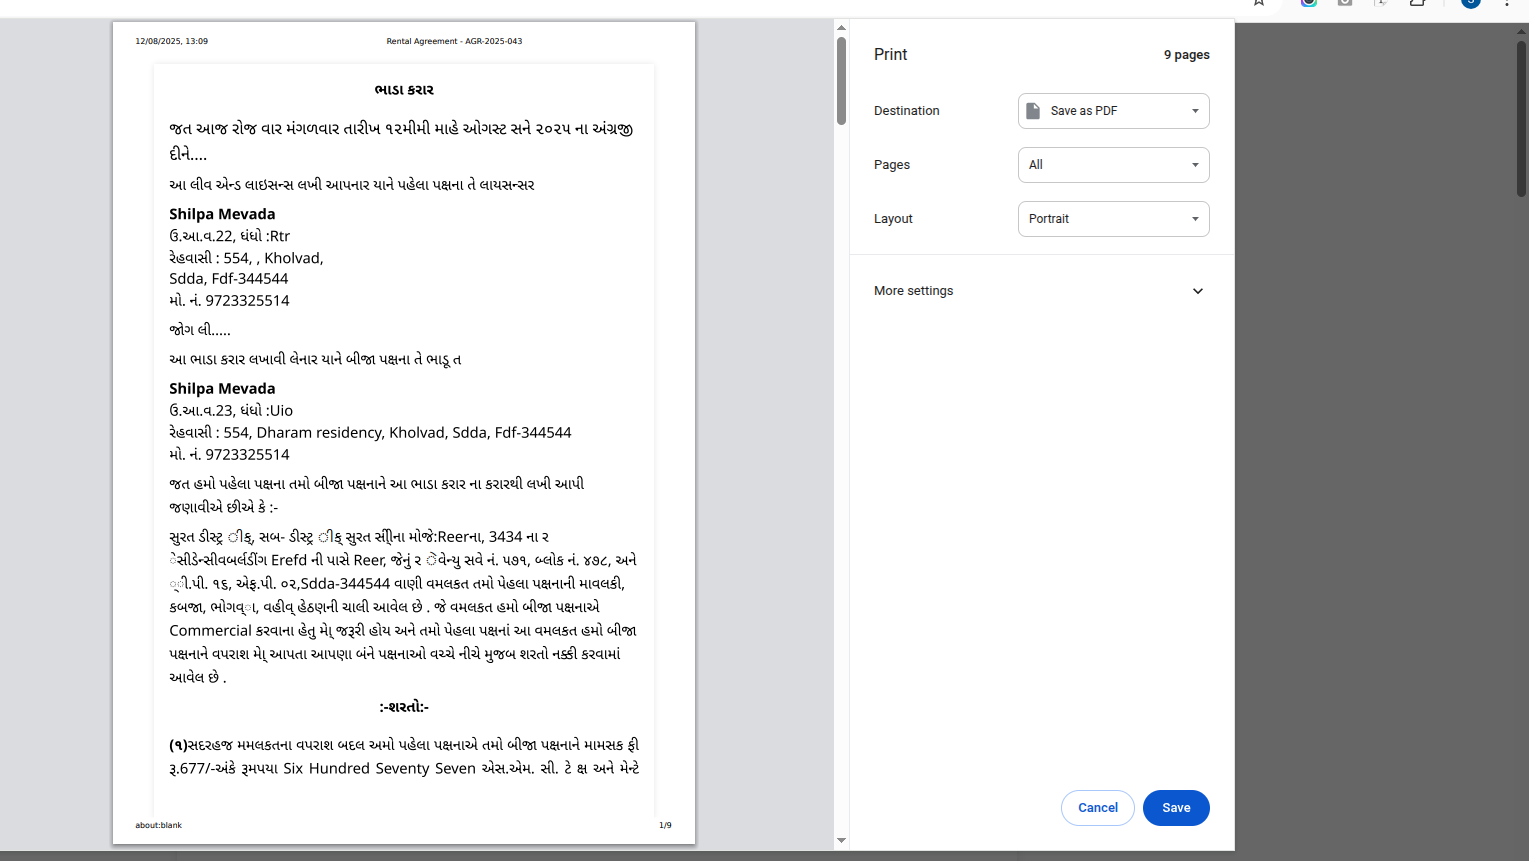 12/08/2025, 13:09
Rental Agreement - AGR-2025-043
ભાડા કરાર
જત આજ રોજ વાર મંગળવાર તારીખ ૧૨મીમી માહે ઓગસ્ટ સને ૨૦૨૫ ના અંગ્રજી
દીને....
આ લીવ એન્ડ લાઇસન્સ લખી આપનાર યાને પહેલા પક્ષના તે લાયસન્સર
Shilpa Mevada
ઉ.આ.વ.22, ધંધો :Rtr
રેહવાસી : 554, , Kholvad,
Sdda, Fdf-344544
મો. નં. 9723325514
જોગ લી.....
આ ભાડા કરાર લખાવી લેનાર યાને બીજા પક્ષના તે ભાડૂ ત
Shilpa Mevada
ઉ.આ.વ.23, ધંધો :Uio
રેહવાસી : 554, Dharam residency, Kholvad, Sdda, Fdf-344544
મો. નં. 9723325514
જત હમો પહેલા પક્ષના તમો બીજા પક્ષનાને આ ભાડા કરાર ના કરારથી લખી આપી
જણાવીએ છીએ કે :-
સુરત ડીસ્ટ્ર ીક્, સબ- ડીસ્ટ્ર ીક્ સુરત સીીના મોજે:Reerના, 3434 ના ર
ેસીડેન્સીવબર્લડીંગ Erefd ની પાસે Reer, જેનું ર ેવેન્યુ સવે નં. ૫૭૧, બ્લોક નં. ૪૭૮, અને
્ી.પી. ૧૬, એફ.પી. ૦૨,Sdda-344544 વાણી વમલકત તમો પેહલા પક્ષનાની માવલકી,
કબજા, ભોગવ્ા, વહીવ્ હેઠણની ચાલી આવેલ છે . જે વમલકત હમો બીજા પક્ષનાએ
Commercial કરવાના હેતુ મા્ે જરૂરી હોય અને તમો પેહલા પક્ષનાં આ વમલકત હમો બીજા
પક્ષનાને વપરાશ મા્ે આપતા આપણા બંને પક્ષનાઓ વચ્ચે નીચે મુજબ શરતો નક્કી કરવામાં
આવેલ છે .
:-શરતો:-
(૧)સદરહજ મમલકતના વપરાશ બદલ અમો પહેલા પક્ષનાએ તમો બીજા પક્ષનાને મામસક ફી
રૂ.677/-અંકે રૂમપયા Six Hundred Seventy Seven એસ.એમ. સી. ટે ક્ષ અને મેન્ટે
about:blank
1/9
Print
9 pages
Destination
Save as PDF
Pages
All
Layout
Portrait
More settings
Cancel
Save